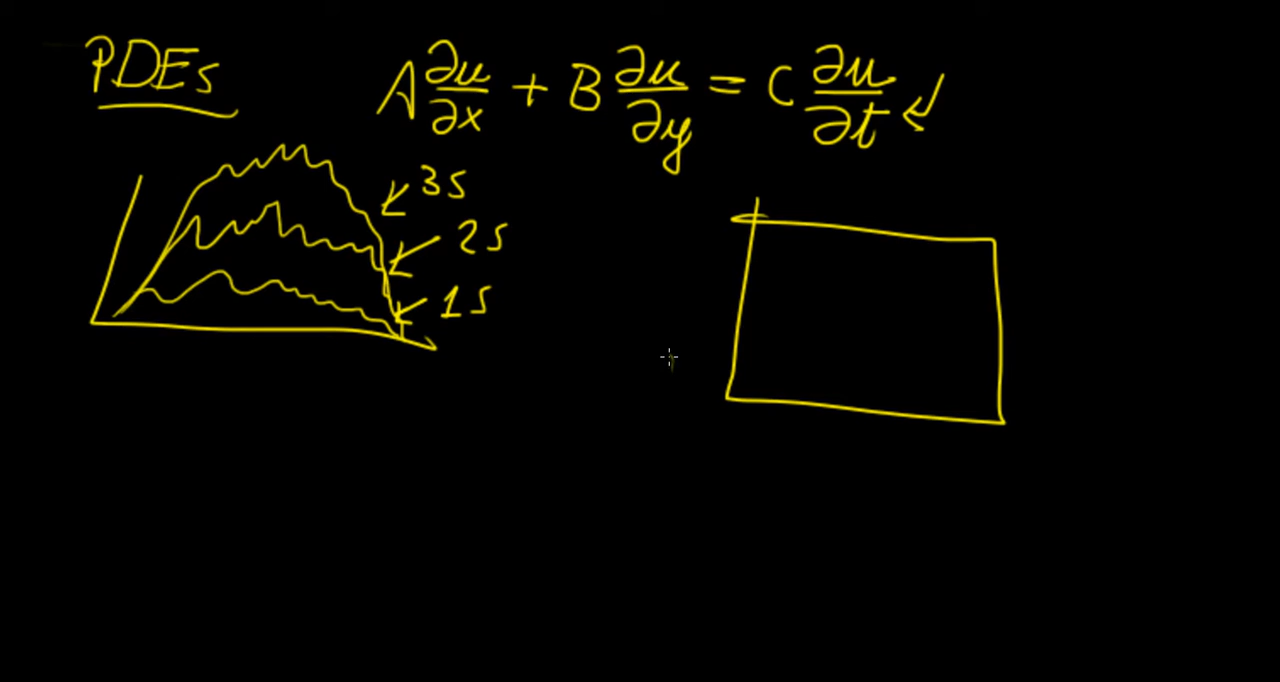 PDEs
A ∂u/∂x + B ∂u/∂y = C ∂u/∂t
3s
2s
1s